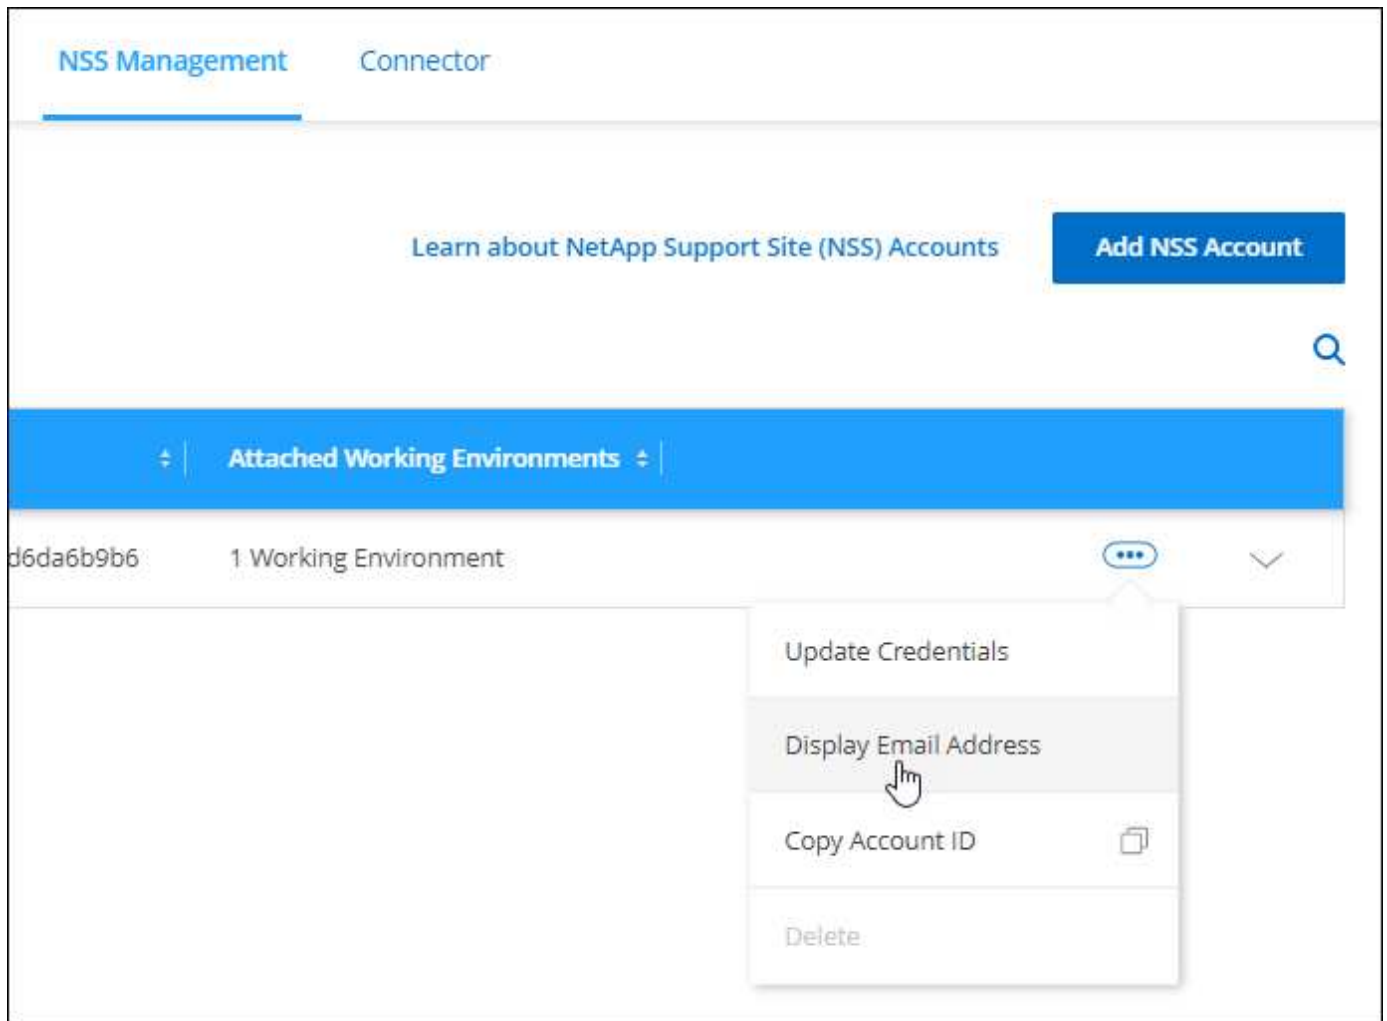 NSS Management Connector
Learn about NetApp Support Site (NSS) Accounts Add NSS Account
Attached Working Environments
d6da6b9b6 1 Working Environment
Update Credentials
Display Email Address
Copy Account ID
Delete